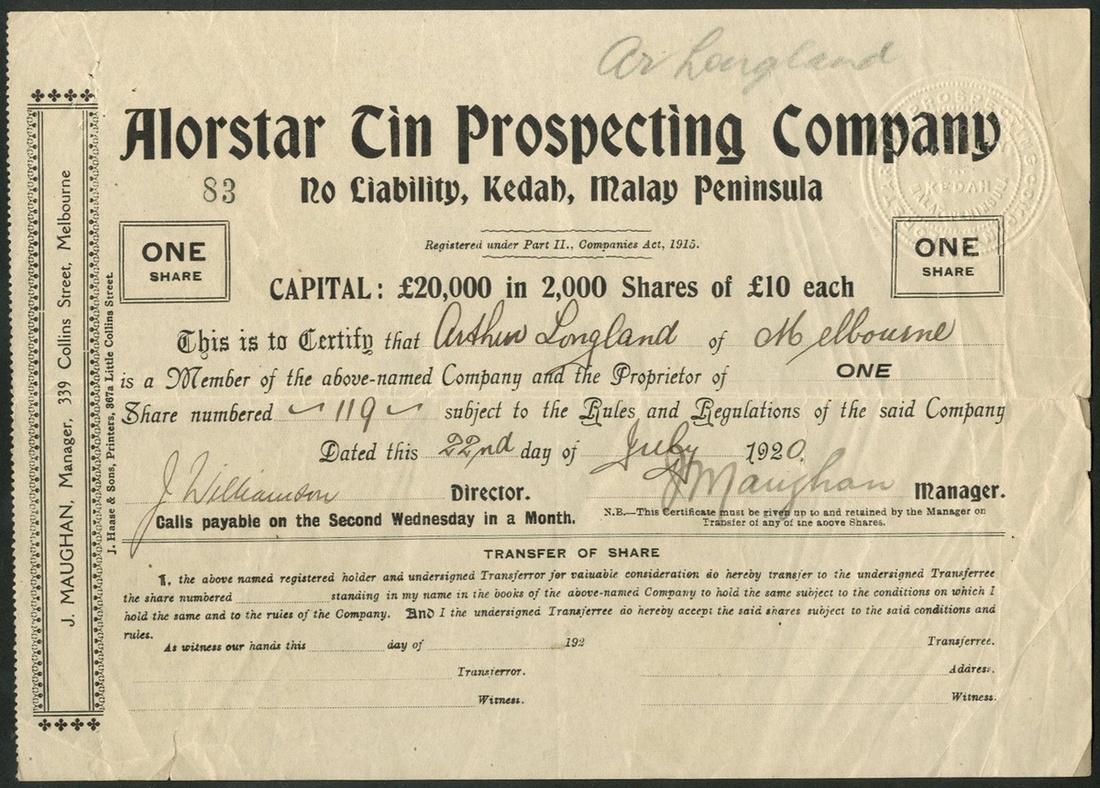 Ar Longland
Alorstar Tin Prospecting Company
83
No Liability, Kedah, Malay Peninsula
Registered under Part II., Companies Act, 1915.
ONE
SHARE
ONE
SHARE
PROSPECTING
KEDAH
MALAY PENINSULA
CAPITAL: £20,000 in 2,000 Shares of £10 each
This is to Certify that Arthur Longland of Melbourne
is a Member of the above-named Company and the Proprietor of ONE
Share numbered 119 subject to the Rules and Regulations of the said Company
Dated this 22nd day of July 1920.
J Williamson Director. J Maughan Manager.
Calls payable on the Second Wednesday in a Month.
N.B.—This Certificate must be given up to and retained by the Manager on
Transfer of any of the above Shares.
TRANSFER OF SHARE
I, the above named registered holder and undersigned Transferror for valuable consideration do hereby transfer to the undersigned Transferree
the share numbered standing in my name in the books of the above-named Company to hold the same subject to the conditions on which I
hold the same and to the rules of the Company. And I the undersigned Transferree do hereby accept the said shares subject to the said conditions and
rules.
As witness our hands this day of 192 Transferree.
Transferror. Address.
Witness. Witness.
J. MAUGHAN, Manager, 339 Collins Street, Melbourne
J. Haase & Sons, Printers, 367a Little Collins Street.